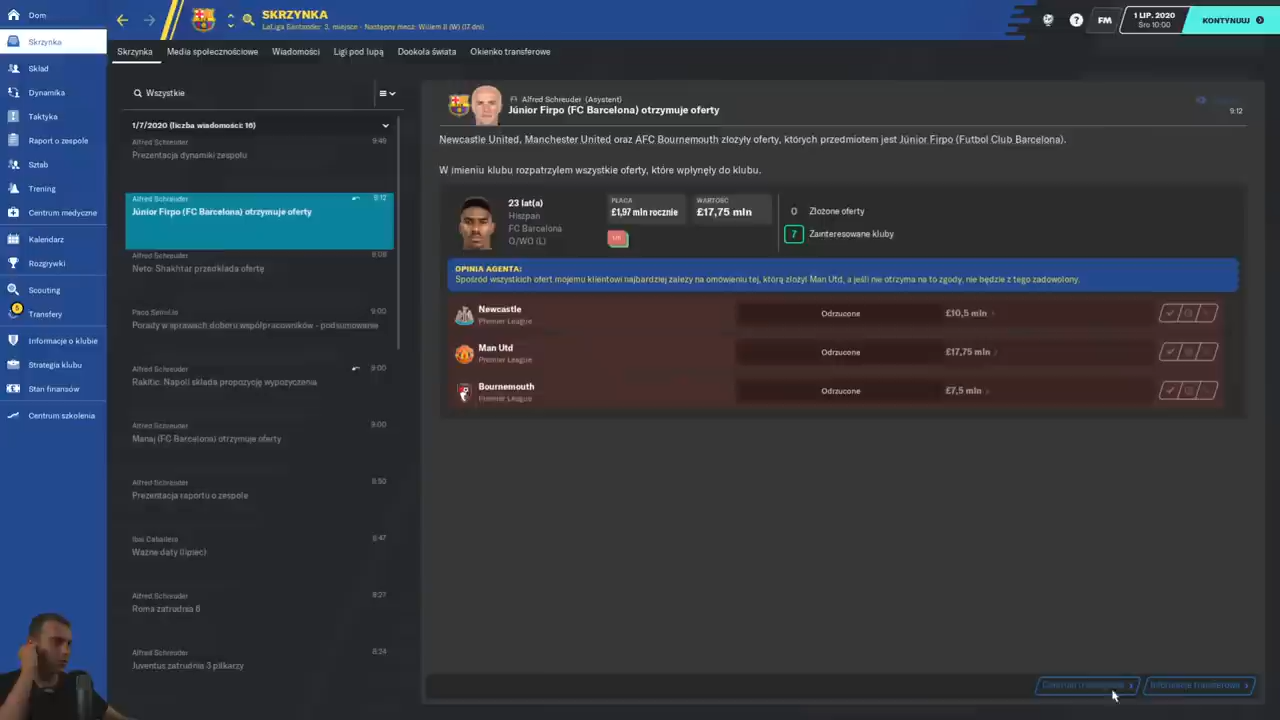 Dom
Skrzynka
Skład
Dynamika
Taktyka
Raport o zespole
Sztab
Trening
Centrum medyczne
Kalendarz
Rozgrywki
Scouting
5
Transfery
Informacje o klubie
Strategia klubu
Stan finansów
Centrum szkolenia
SKRZYNKA
LaLiga Santander 3. miejsce - Następny mecz: Willem II (W) (17 dni)
FM
1 LIP. 2020
Śro 10:00
KONTYNUUJ
Skrzynka Media społecznościowe Wiadomości Ligi pod lupą Dookoła świata Okienko transferowe
Wszystkie
1/7/2020 (liczba wiadomości: 16)
Alfred Schreuder 9:46
Prezentacja dynamiki zespołu
Alfred Schreuder 9:12
Júnior Firpo (FC Barcelona) otrzymuje oferty
Alfred Schreuder 9:08
Neto: Shakhtar przedkłada ofertę
9:00
Porady w sprawach doboru współpracowników - podsumowanie
Alfred Schreuder 9:00
Rakitic: Napoli składa propozycję wypożyczenia
Alfred Schreuder 9:00
Manaj (FC Barcelona) otrzymuje oferty
Alfred Schreuder 8:50
Prezentacja raportu o zespole
Ibor Caballero 8:47
Ważne daty (lipiec)
Alfred Schreuder 8:27
Roma zatrudnia 6
Alfred Schreuder 8:24
Juventus zatrudnia 3 piłkarzy
Alfred Schreuder (Asystent)
Júnior Firpo (FC Barcelona) otrzymuje oferty
9:12
Newcastle United, Manchester United oraz AFC Bournemouth złożyły oferty, których przedmiotem jest Júnior Firpo (Futbol Club Barcelona).
W imieniu klubu rozpatrzyłem wszystkie oferty, które wpłynęły do klubu.
23 lat(a)
Hiszpan
FC Barcelona
O/WO (L)
PŁACA
£1,97 mln rocznie
WARTOŚĆ
£17,75 mln
0 Złożone oferty
7 Zainteresowane kluby
OPINIA AGENTA:
Spośród wszystkich ofert mojemu klientowi najbardziej zależy na omówieniu tej, którą złożył Man Utd, a jeśli nie otrzyma na to zgody, nie będzie z tego zadowolony.
Newcastle
Premier League
Odrzucone £10,5 mln
Man Utd
Premier League
Odrzucone £17,75 mln
Bournemouth
Premier League
Odrzucone £7,5 mln
Informacje transferowe